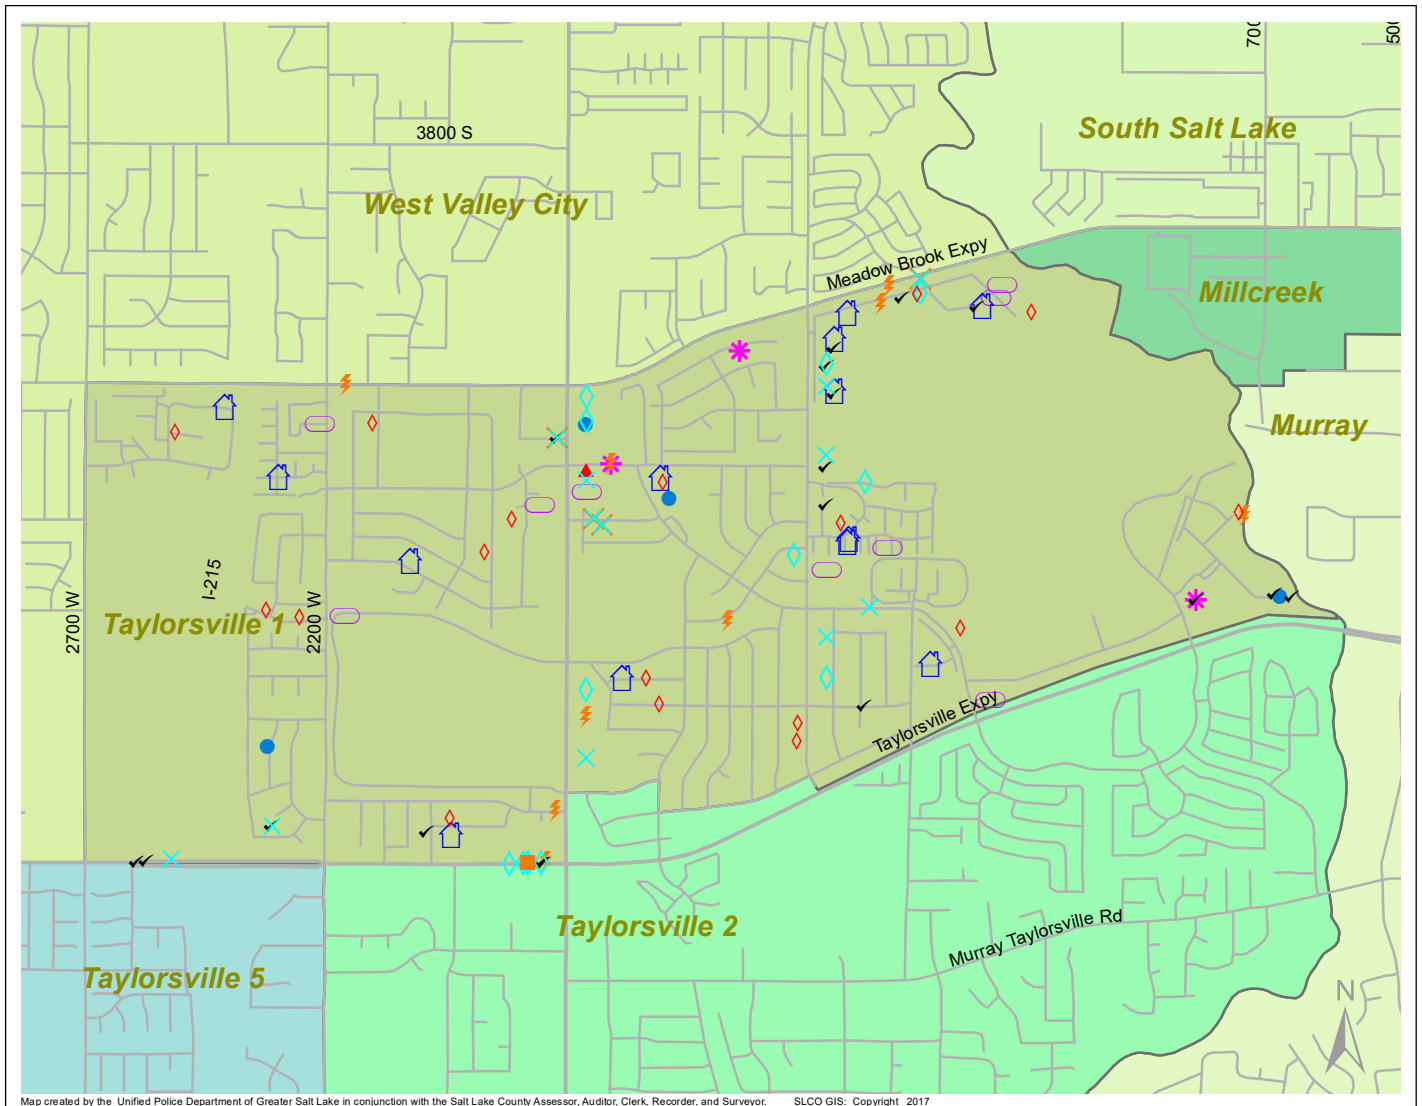 700
500
South Salt Lake
3800 S
West Valley City
Meadow Brook Expy
Millcreek
Murray
I-215
2700 W
2200 W
Taylorsville 1
Taylorsville Expy
Taylorsville 2
Murray Taylorsville Rd
Taylorsville 5
N
Map created by the Unified Police Department of Greater Salt Lake in conjunction with the Salt Lake County Assessor, Auditor, Clerk, Recorder, and Surveyor. SLCO GIS: Copyright 2017